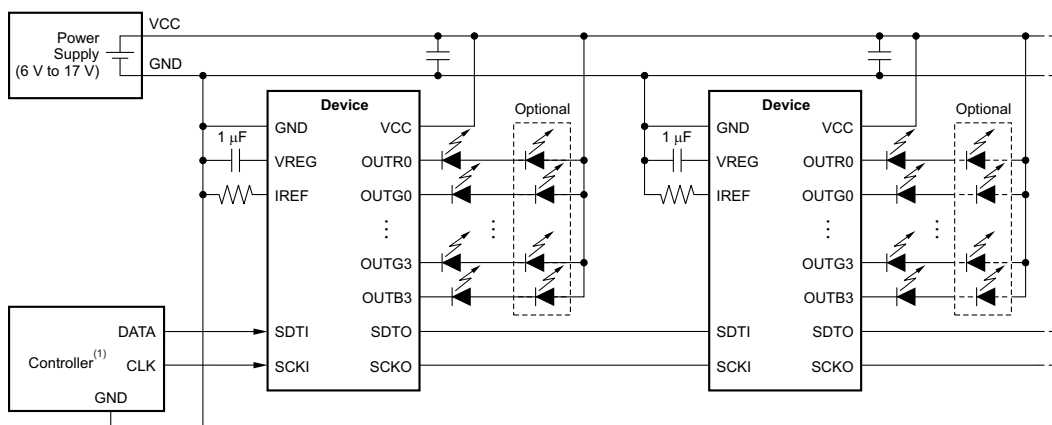 VCC
Power
Supply
(6 V to 17 V)
GND
Device
Optional
GND
VCC
1 µF
VREG
OUTR0
IREF
OUTG0
⋮
⋮
OUTG3
OUTB3
SDTI
SDTO
SCKI
SCKO
Device
Optional
GND
VCC
1 µF
VREG
OUTR0
IREF
OUTG0
⋮
⋮
OUTG3
OUTB3
SDTI
SDTO
SCKI
SCKO
DATA
Controller(1)
CLK
GND